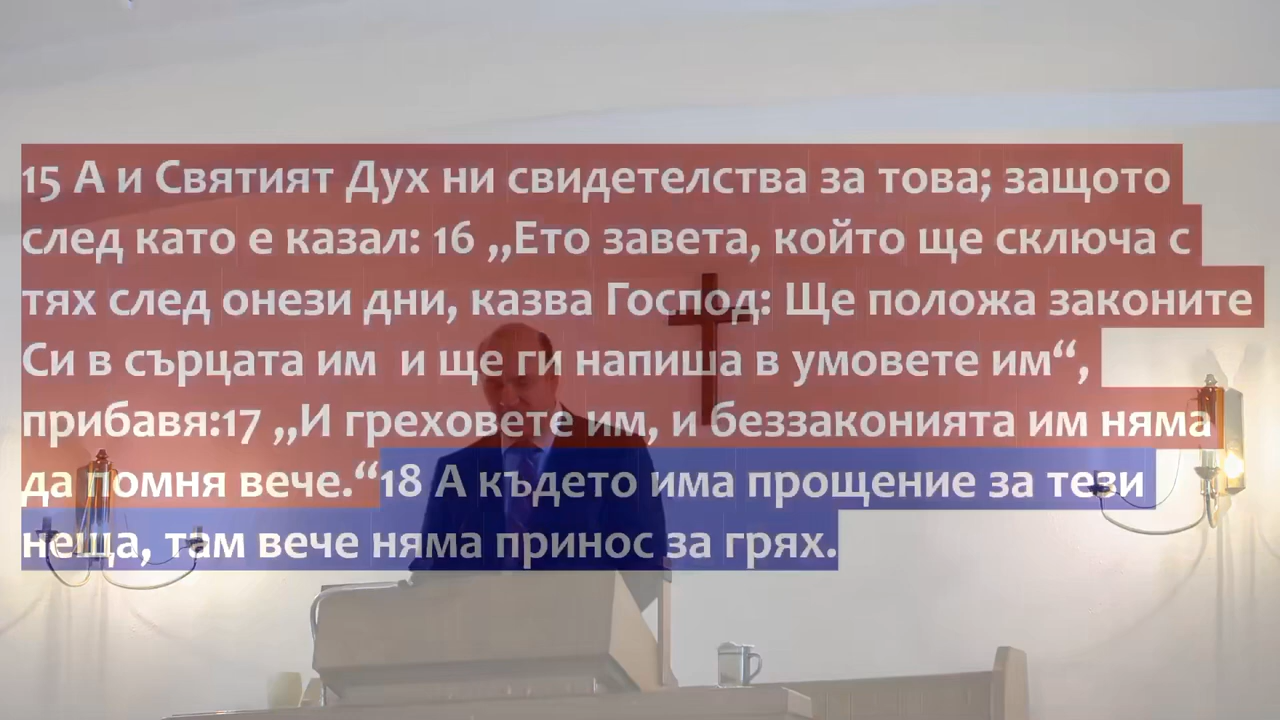 15 А и Святият Дух ни свидетелства за това; защото
след като е казал: 16 „Ето завета, който ще сключа с
тях след онези дни, казва Господ: Ще положа законите
Си в сърцата им  и ще ги напиша в умовете им“,
прибавя:17 „И греховете им, и беззаконията им няма
да помня вече.“18 А където има прощение за тези
неща, там вече няма принос за грях.